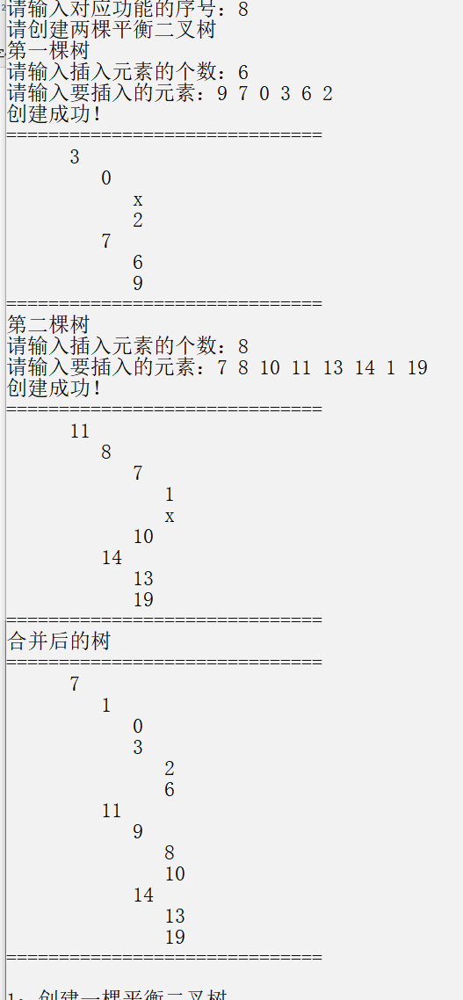 请输入对应功能的序号：8
请创建两棵平衡二叉树
第一棵树
请输入插入元素的个数：6
请输入要插入的元素：9 7 0 3 6 2
创建成功！
==============================
3
0
x
2
7
6
9
==============================
第二棵树
请输入插入元素的个数：8
请输入要插入的元素：7 8 10 11 13 14 1 19
创建成功！
==============================
11
8
7
1
x
10
14
13
19
==============================
合并后的树
==============================
7
1
0
3
2
6
11
9
8
10
14
13
19
==============================
1：创建一棵平衡二叉树